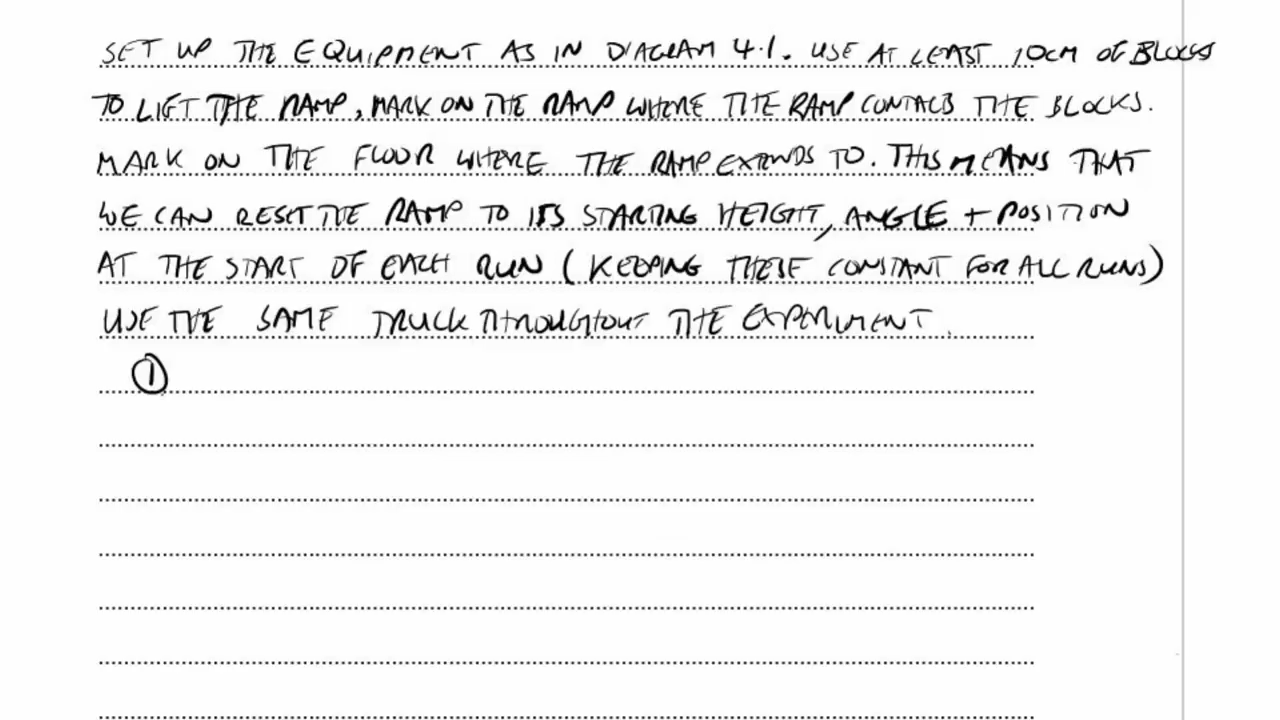 SET UP THE EQUIPMENT AS IN DIAGRAM 4.1. USE AT LEAST 10CM OF BLOCKS
TO LIFT THE RAMP, MARK ON THE RAMP WHERE THE RAMP CONTACTS THE BLOCKS.
MARK ON THE FLOOR WHERE THE RAMP EXTENDS TO. THIS MEANS THAT
WE CAN RESET THE RAMP TO ITS STARTING HEIGHT, ANGLE + POSITION
AT THE START OF EACH RUN (KEEPING THESE CONSTANT FOR ALL RUNS)
USE THE SAME TRUCK THROUGHOUT THE EXPERIMENT.
①